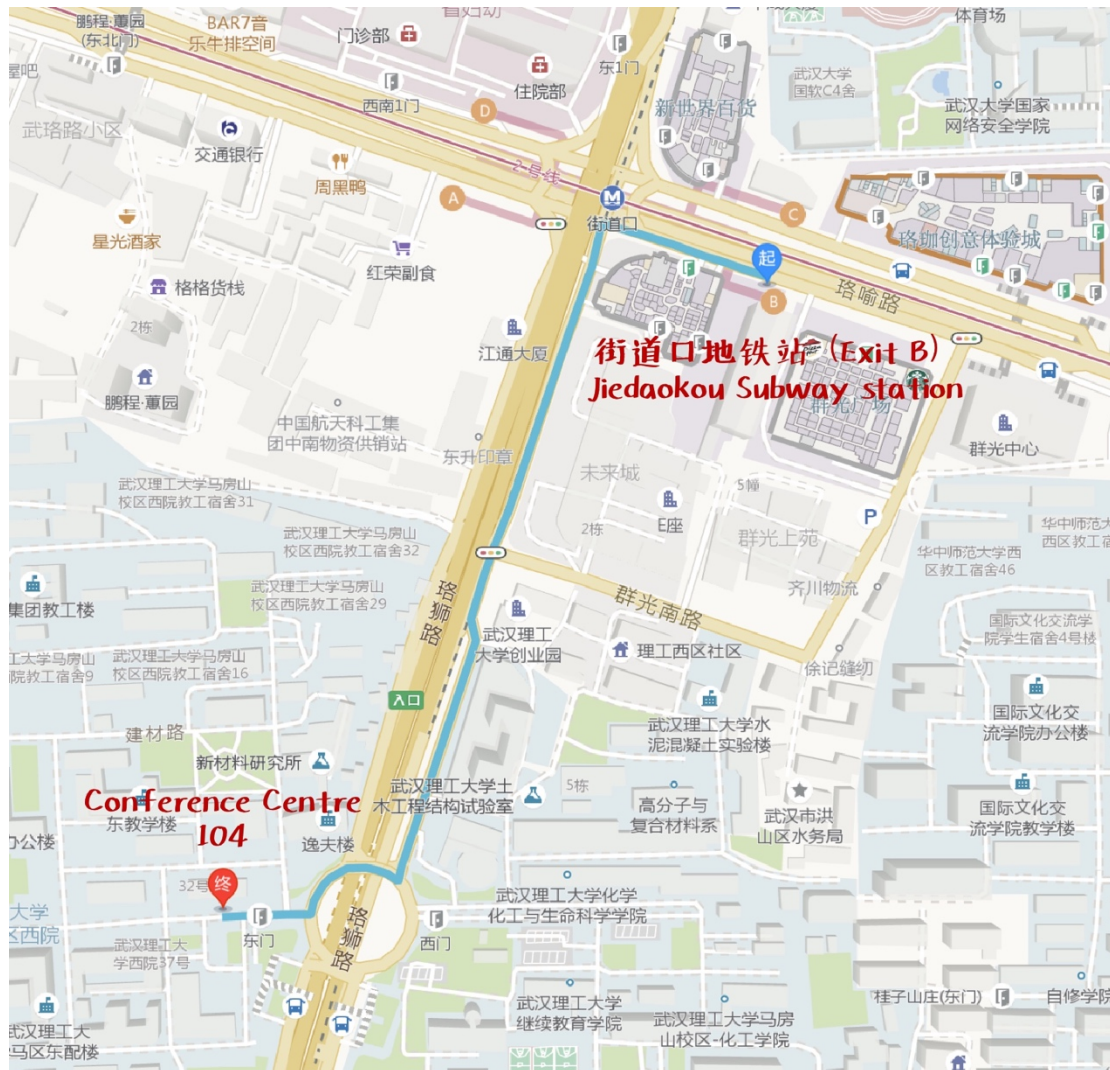 鹏程·蕙园
(东北门)
BAR7音
乐牛排空间
门诊部
省妇幼
住院部
东1门
西南1门
体育场
武汉大学
国软C4舍
武汉大学国家
网络安全学院
新世界百货
武珞路小区
交通银行
D
周黑鸭
2号线
A
C
街道口
珞珈创意体验城
星光酒家
红荣副食
格格货栈
起
B
珞喻路
2栋
江通大厦
街道口地铁站 (Exit B)
Jiedaokou Subway station
鹏程·蕙园
群光广场
中国航天科工集
团中南物资供销站
东升印章
群光中心
未来城
武汉理工大学马房山
校区西院教工宿舍31
5幢
E座
P
2栋
武汉理工大学马房山
校区西院教工宿舍32
群光上苑
华中师范大学西
区教工宿舍46
华中师范大
西区教工宿
集团教工楼
武汉理工大学马房山
校区西院教工宿舍29
珞狮路
齐川物流
群光南路
武汉理工
大学创业园
理工西区社区
国际文化交流学
院学生宿舍4号楼
工大学马房山
院教工宿舍9
武汉理工大学马房山
校区西院教工宿舍16
徐记缝纫
入口
建材路
武汉理工大学水
泥混凝土实验楼
国际文化交
流学院办公楼
新材料研究所
武汉理工大学土
木工程结构试验室
5栋
高分子与
复合材料系
武汉市洪
山区水务局
国际文化交
流学院教学楼
Conference Centre
104
东教学楼
办公楼
逸夫楼
32号
终
武汉理工大学化学
化工与生命科学学院
大学
区西院
东门
珞狮路
西门
武汉理工大
学西院37号
武汉理工大学
继续教育学院
武汉理工大学马房
山校区-化工学院
桂子山庄(东门)
自修学院
武汉理工大
马区东配楼